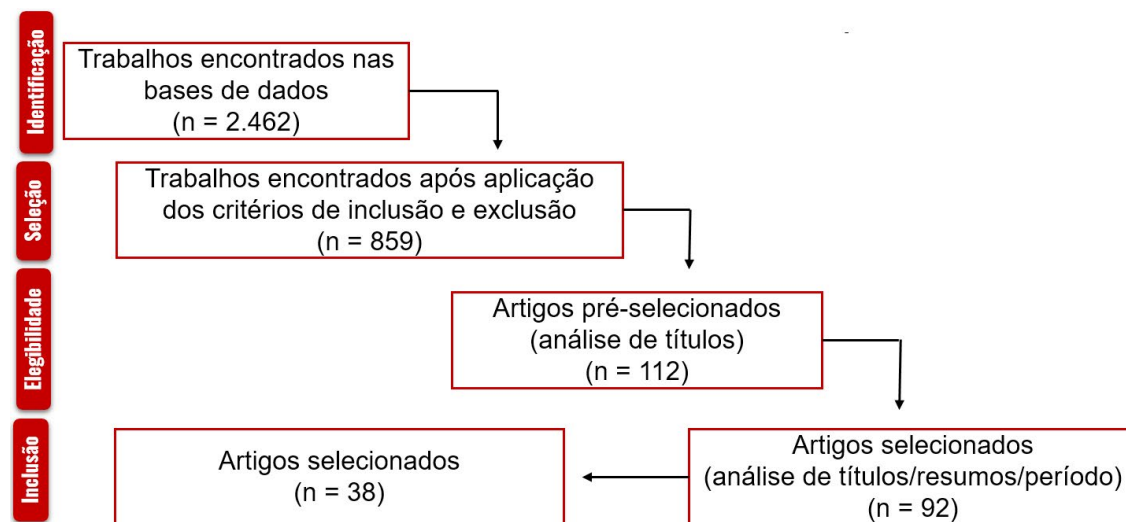 Identificação
Trabalhos encontrados nas
bases de dados
(n = 2.462)
Seleção
Trabalhos encontrados após aplicação
dos critérios de inclusão e exclusão
(n = 859)
Elegibilidade
Artigos pré-selecionados
(análise de títulos)
(n = 112)
Inclusão
Artigos selecionados
(análise de títulos/resumos/período)
(n = 92)
Artigos selecionados
(n = 38)